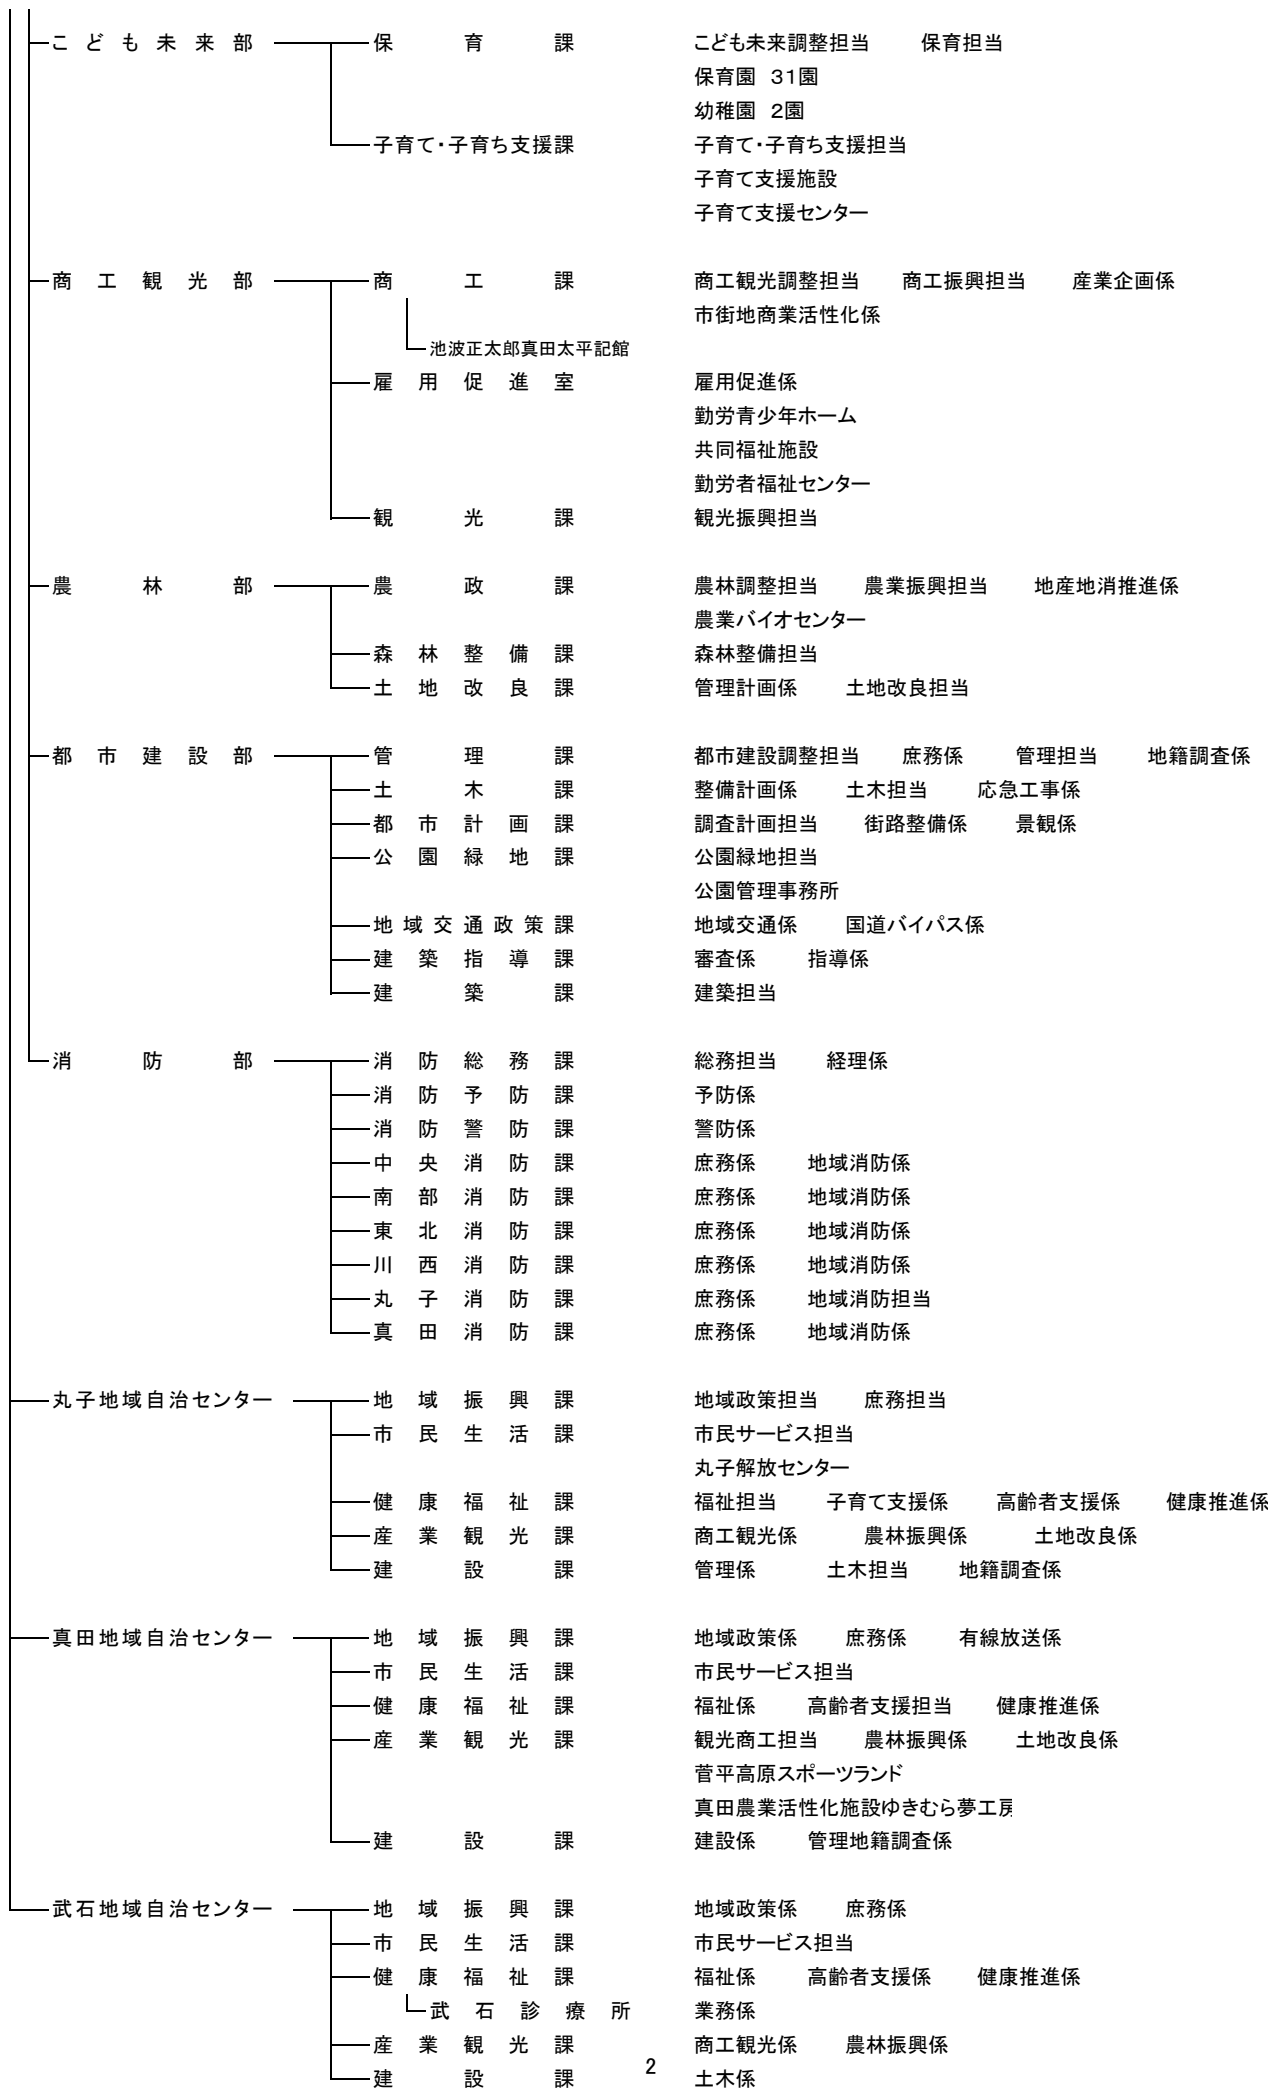 こども未来部 保育課 こども未来調整担当 保育担当
保育園 31園
幼稚園 2園
子育て・子育ち支援課 子育て・子育ち支援担当
子育て支援施設
子育て支援センター
商工観光部 商工課 商工観光調整担当 商工振興担当 産業企画係
市街地商業活性化係
池波正太郎真田太平記館
雇用促進室 雇用促進係
勤労青少年ホーム
共同福祉施設
勤労者福祉センター
観光課 観光振興担当
農林部 農政課 農林調整担当 農業振興担当 地産地消推進係
農業バイオセンター
森林整備課 森林整備担当
土地改良課 管理計画係 土地改良担当
都市建設部 管理課 都市建設調整担当 庶務係 管理担当 地籍調査係
土木課 整備計画係 土木担当 応急工事係
都市計画課 調査計画担当 街路整備係 景観係
公園緑地課 公園緑地担当
公園管理事務所
地域交通政策課 地域交通係 国道バイパス係
建築指導課 審査係 指導係
建築課 建築担当
消防部 消防総務課 総務担当 経理係
消防予防課 予防係
消防警防課 警防係
中央消防課 庶務係 地域消防係
南部消防課 庶務係 地域消防係
東北消防課 庶務係 地域消防係
川西消防課 庶務係 地域消防係
丸子消防課 庶務係 地域消防担当
真田消防課 庶務係 地域消防係
丸子地域自治センター 地域振興課 地域政策担当 庶務担当
市民生活課 市民サービス担当
丸子解放センター
健康福祉課 福祉担当 子育て支援係 高齢者支援係 健康推進係
産業観光課 商工観光係 農林振興係 土地改良係
建設課 管理係 土木担当 地籍調査係
真田地域自治センター 地域振興課 地域政策係 庶務係 有線放送係
市民生活課 市民サービス担当
健康福祉課 福祉係 高齢者支援担当 健康推進係
産業観光課 観光商工担当 農林振興係 土地改良係
菅平高原スポーツランド
真田農業活性化施設ゆきむら夢工房
建設課 建設係 管理地籍調査係
武石地域自治センター 地域振興課 地域政策係 庶務係
市民生活課 市民サービス担当
健康福祉課 福祉係 高齢者支援係 健康推進係
武石診療所 業務係
産業観光課 商工観光係 農林振興係
建設課 土木係
2